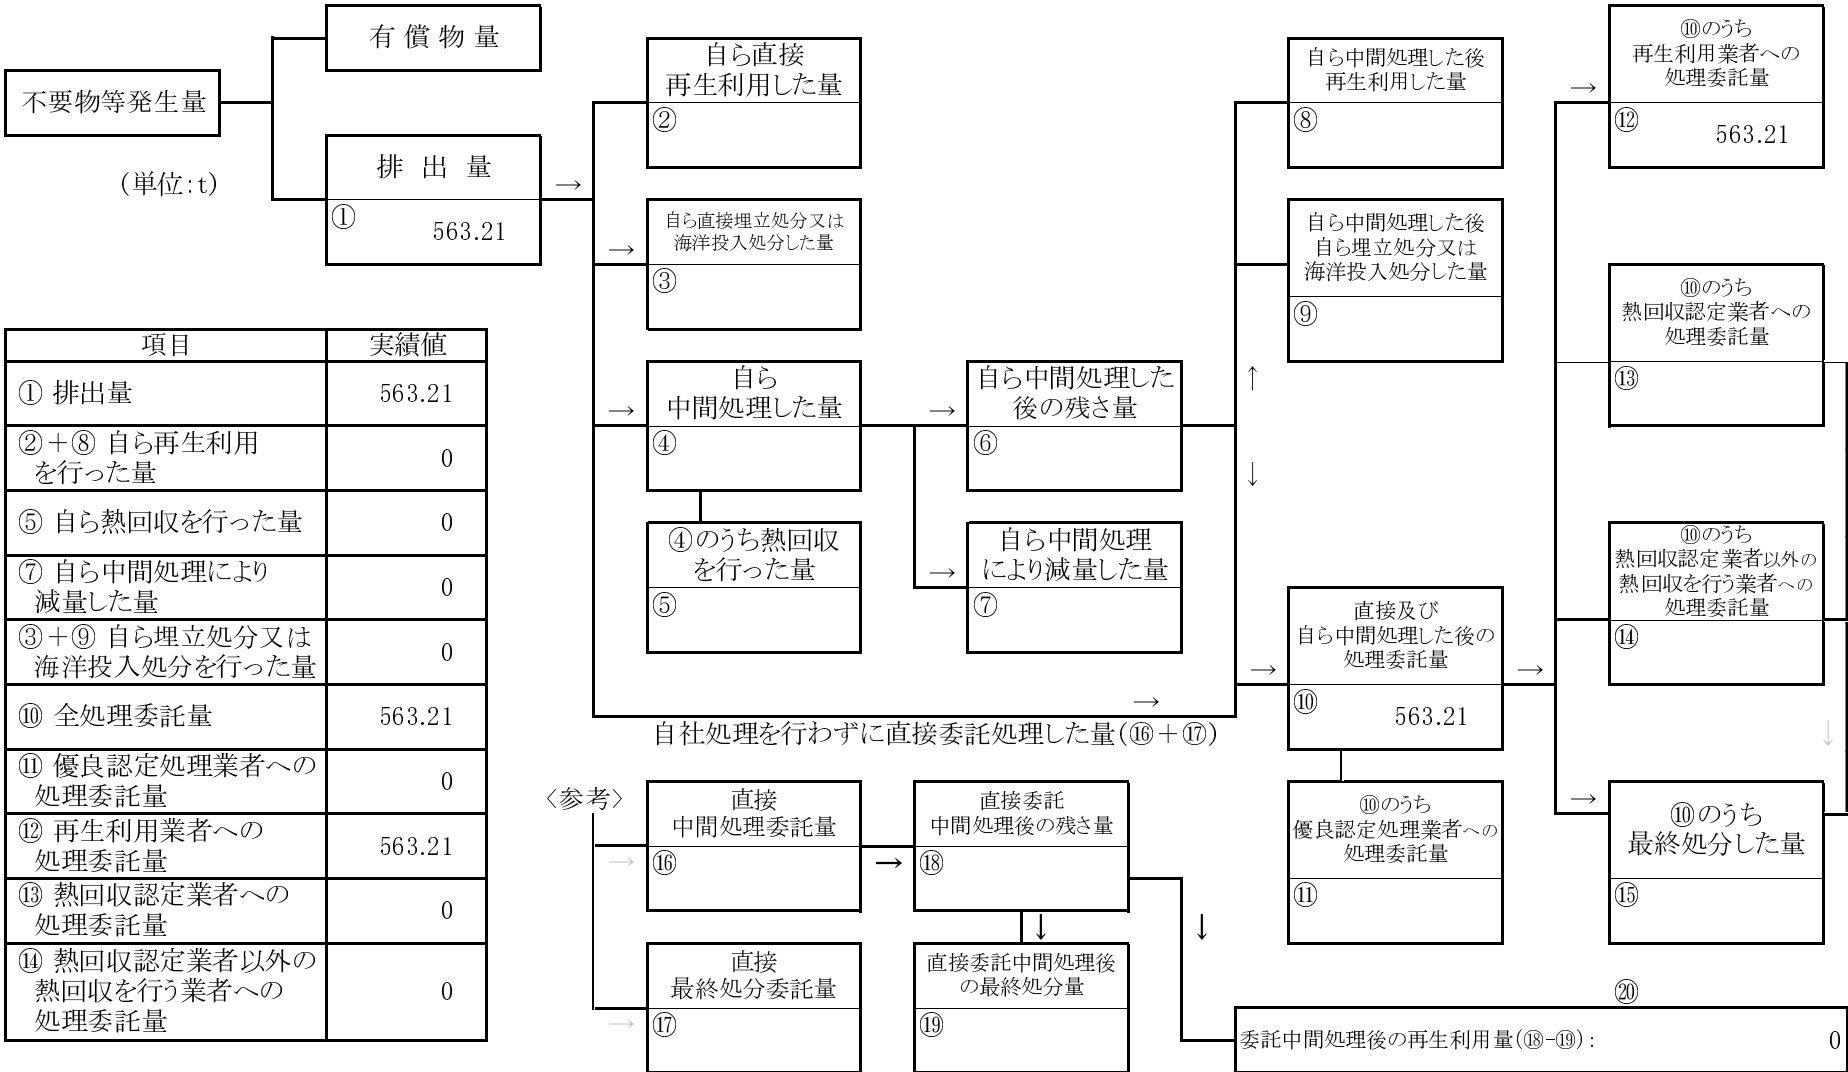 有償物量
不要物等発生量
(単位:t)
排出量
①
563.21
→
自ら直接
再生利用した量
②
→
自ら直接埋立処分又は
海洋投入処分した量
③
→
自ら
中間処理した量
④
④のうち熱回収
を行った量
⑤
→
自ら中間処理した
後の残さ量
⑥
→
自ら中間処理
により減量した量
⑦
自ら中間処理した後
再生利用した量
⑧
自ら中間処理した後
自ら埋立処分又は
海洋投入処分した量
⑨
↑
↓
→
自社処理を行わずに直接委託処理した量(⑯+⑰)
→
直接及び
自ら中間処理した後の
処理委託量
⑩
563.21
→
⑩のうち
優良認定処理業者への
処理委託量
⑪
→
⑩のうち
再生利用業者への
処理委託量
⑫
563.21
⑩のうち
熱回収認定業者への
処理委託量
⑬
⑩のうち
熱回収認定業者以外の
熱回収を行う業者への
処理委託量
⑭
↓
→
⑩のうち
最終処分した量
⑮
項目 実績値
① 排出量 563.21
②+⑧ 自ら再生利用
を行った量 0
⑤ 自ら熱回収を行った量 0
⑦ 自ら中間処理により
減量した量 0
③+⑨ 自ら埋立処分又は
海洋投入処分を行った量 0
⑩ 全処理委託量 563.21
⑪ 優良認定処理業者への
処理委託量 0
⑫ 再生利用業者への
処理委託量 563.21
⑬ 熱回収認定業者への
処理委託量 0
⑭ 熱回収認定業者以外の
熱回収を行う業者への
処理委託量 0
〈参考〉
→
直接
中間処理委託量
⑯
→
直接委託
中間処理後の残さ量
⑱
↓
↓
→
直接
最終処分委託量
⑰
直接委託中間処理後
の最終処分量
⑲
⑳
委託中間処理後の再生利用量(⑱-⑲): 0